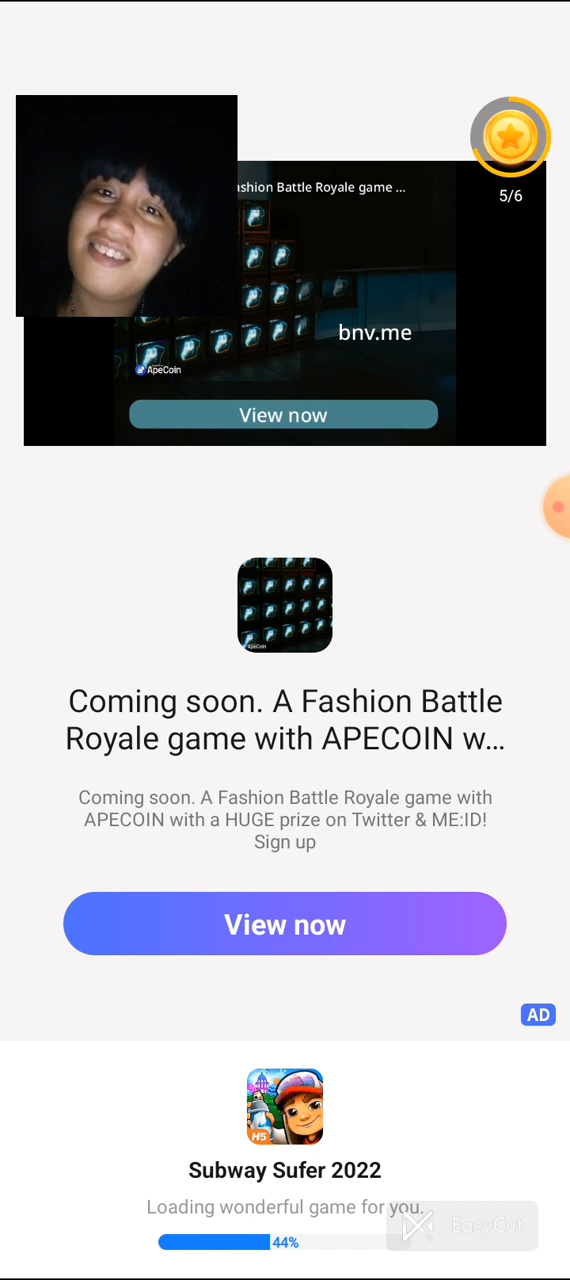 ashion Battle Royale game ...
5/6
bnv.me
ApeCoin
View now
ApeCoin
Coming soon. A Fashion Battle
Royale game with APECOIN w...
Coming soon. A Fashion Battle Royale game with
APECOIN with a HUGE prize on Twitter & ME:ID!
Sign up
View now
AD
H5
Subway Sufer 2022
Loading wonderful game for you.
44%
EasyCut